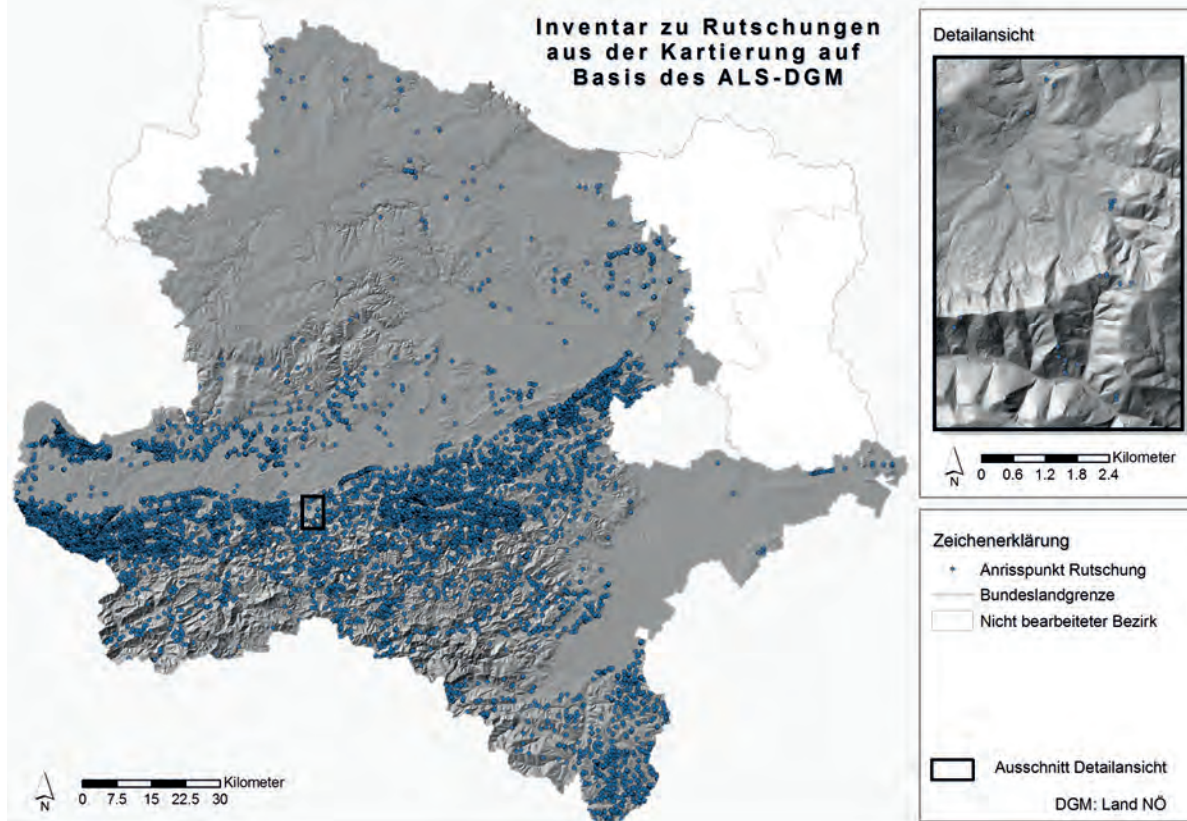 Inventar zu Rutschungen
aus der Kartierung auf
Basis des ALS-DGM
Detailansicht
N
Kilometer
0 0.6 1.2 1.8 2.4
Zeichenerklärung
Anrisspunkt Rutschung
Bundeslandgrenze
Nicht bearbeiteter Bezirk
Ausschnitt Detailansicht
DGM: Land NÖ
N
Kilometer
0 7.5 15 22.5 30